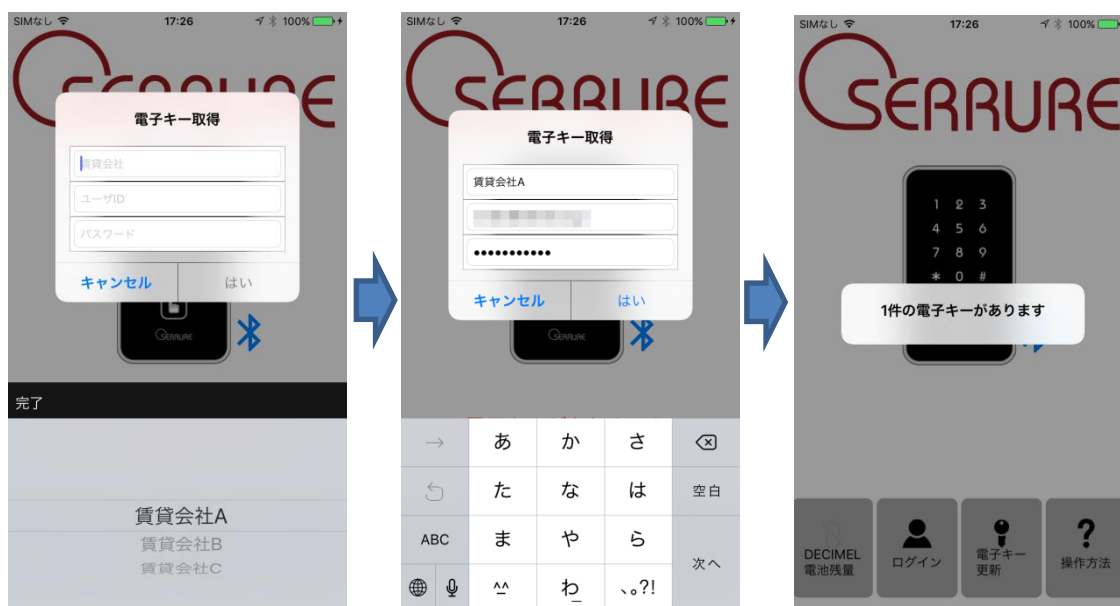 SIMなし 17:26 100%
SERRURE
電子キー取得
賃貸会社
ユーザID
パスワード
キャンセル はい
SERRURE
完了
賃貸会社A
賃貸会社B
賃貸会社C
SIMなし 17:26 100%
SERRURE
電子キー取得
賃貸会社A
•••••••••••
キャンセル はい
SERRURE
→ あ か さ
た な は 空白
ABC ま や ら 次へ
^^ わ 、。?!
SIMなし 17:26 100%
SERRURE
1 2 3
4 5 6
7 8 9
* 0 #
1件の電子キーがあります
DECIMEL
電池残量
ログイン
電子キー
更新
?
操作方法